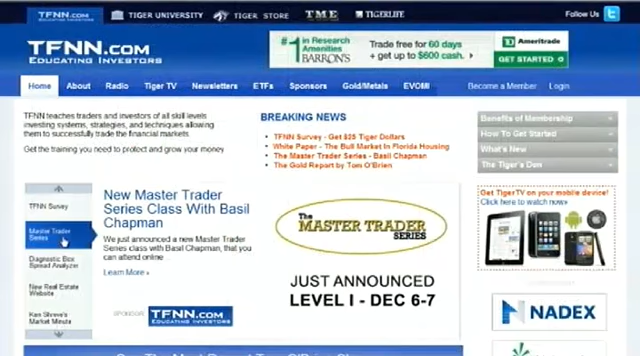 TFNN.COM
EDUCATING INVESTORS
TIGER UNIVERSITY
TIGER STORE
TME
TIGERLIFE
Follow Us
TFNN.COM
EDUCATING INVESTORS
#1 in Research
Amenities
BARRON'S
Trade free for 60 days
+ get up to $600 cash.
TD Ameritrade
GET STARTED
Home
About
Radio
Tiger TV
Newsletters
ETFs
Sponsors
Gold/Metals
EVOMI
Become a Member
Login
TFNN teaches traders and investors of all skill levels
investing systems, strategies, and techniques allowing
them to successfully trade the financial markets
Get the training you need to protect and grow your money
BREAKING NEWS
TFNN Survey - Get $25 Tiger Dollars
White Paper - The Bull Market In Florida Housing
The Master Trader Series - Basil Chapman
The Gold Report by Tom O'Brien
Benefits of Membership
How To Get Started
What's New
The Tiger's Den
TFNN Survey
Master Trader
Series
Diagnostic Box
Spread Analyzer
New Real Estate
Website
Ken Shreve's
Market Minute
New Master Trader
Series Class With Basil
Chapman
We just announced a new Master Trader
Series class with Basil Chapman, that you
can attend online
Learn More »
SPONSOR
TFNN.COM
EDUCATING INVESTORS
The
MASTER TRADER
SERIES
JUST ANNOUNCED
LEVEL I - DEC 6-7
Get TigerTV on your mobile device!
Click here to watch now»
NADEX